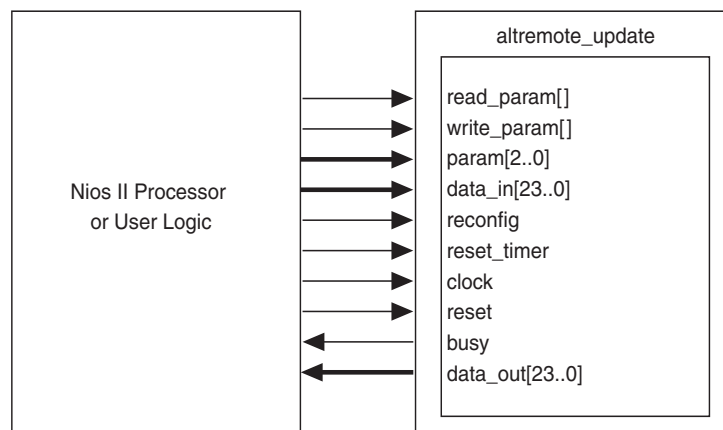 altremote_update
read_param[]
write_param[]
param[2..0]
data_in[23..0]
reconfig
reset_timer
clock
reset
busy
data_out[23..0]
Nios II Processor
or User Logic